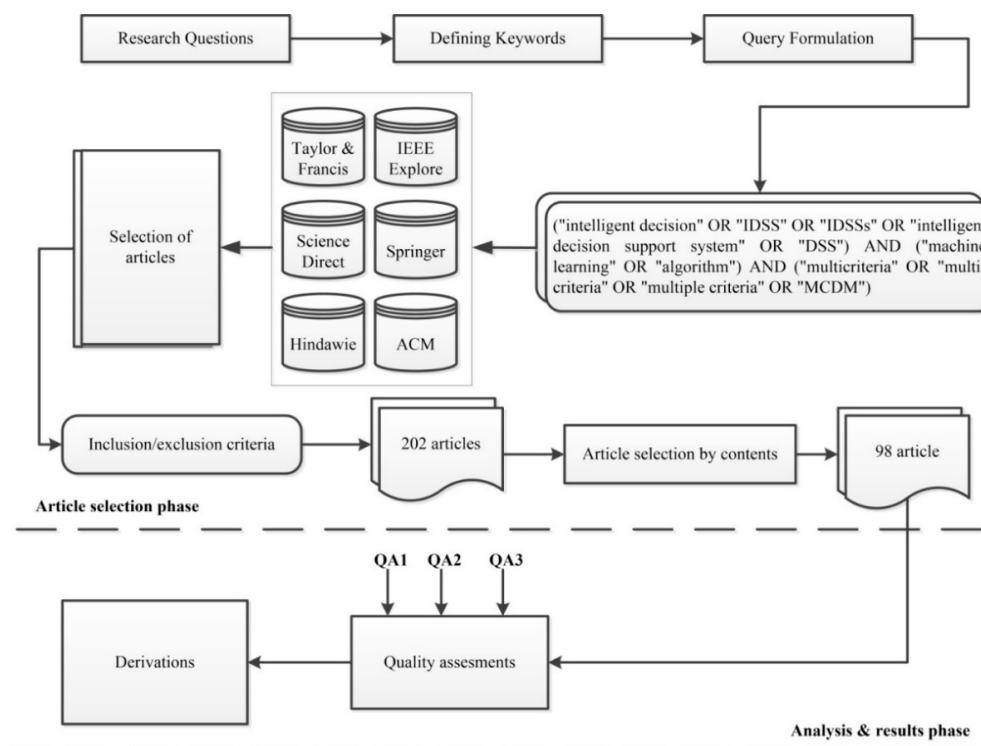 Research Questions
Defining Keywords
Query Formulation
("intelligent decision" OR "IDSS" OR "IDSSs" OR "intelligen
decision support system" OR "DSS") AND ("machine
learning" OR "algorithm") AND ("multicriteria" OR "multi
criteria" OR "multiple criteria" OR "MCDM")
Taylor &
Francis
IEEE
Explore
Science
Direct
Springer
Hindawie
ACM
Selection of
articles
Inclusion/exclusion criteria
202 articles
Article selection by contents
98 article
Article selection phase
QA1
QA2
QA3
Quality assesments
Derivations
Analysis & results phase